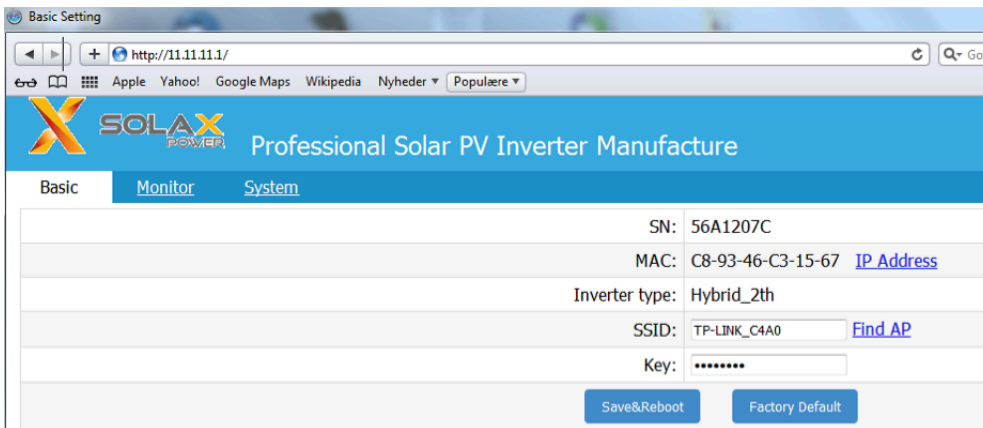 Basic Setting
http://11.11.11.1/ Q Go
Apple Yahoo! Google Maps Wikipedia Nyheder ▾ Populære ▾
SOLAX POWER Professional Solar PV Inverter Manufacture
Basic Monitor System
SN: 56A1207C
MAC: C8-93-46-C3-15-67 IP Address
Inverter type: Hybrid_2th
SSID: TP-LINK_C4A0 Find AP
Key: ••••••••
Save&Reboot Factory Default